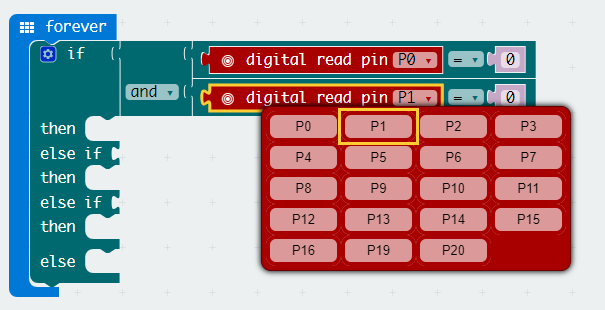 forever
if
digital read pin P0 = 0
and digital read pin P1 = 0
P0 P1 P2 P3
then
else if
P4 P5 P6 P7
then
P8 P9 P10 P11
else if
P12 P13 P14 P15
then
P16 P19 P20
else